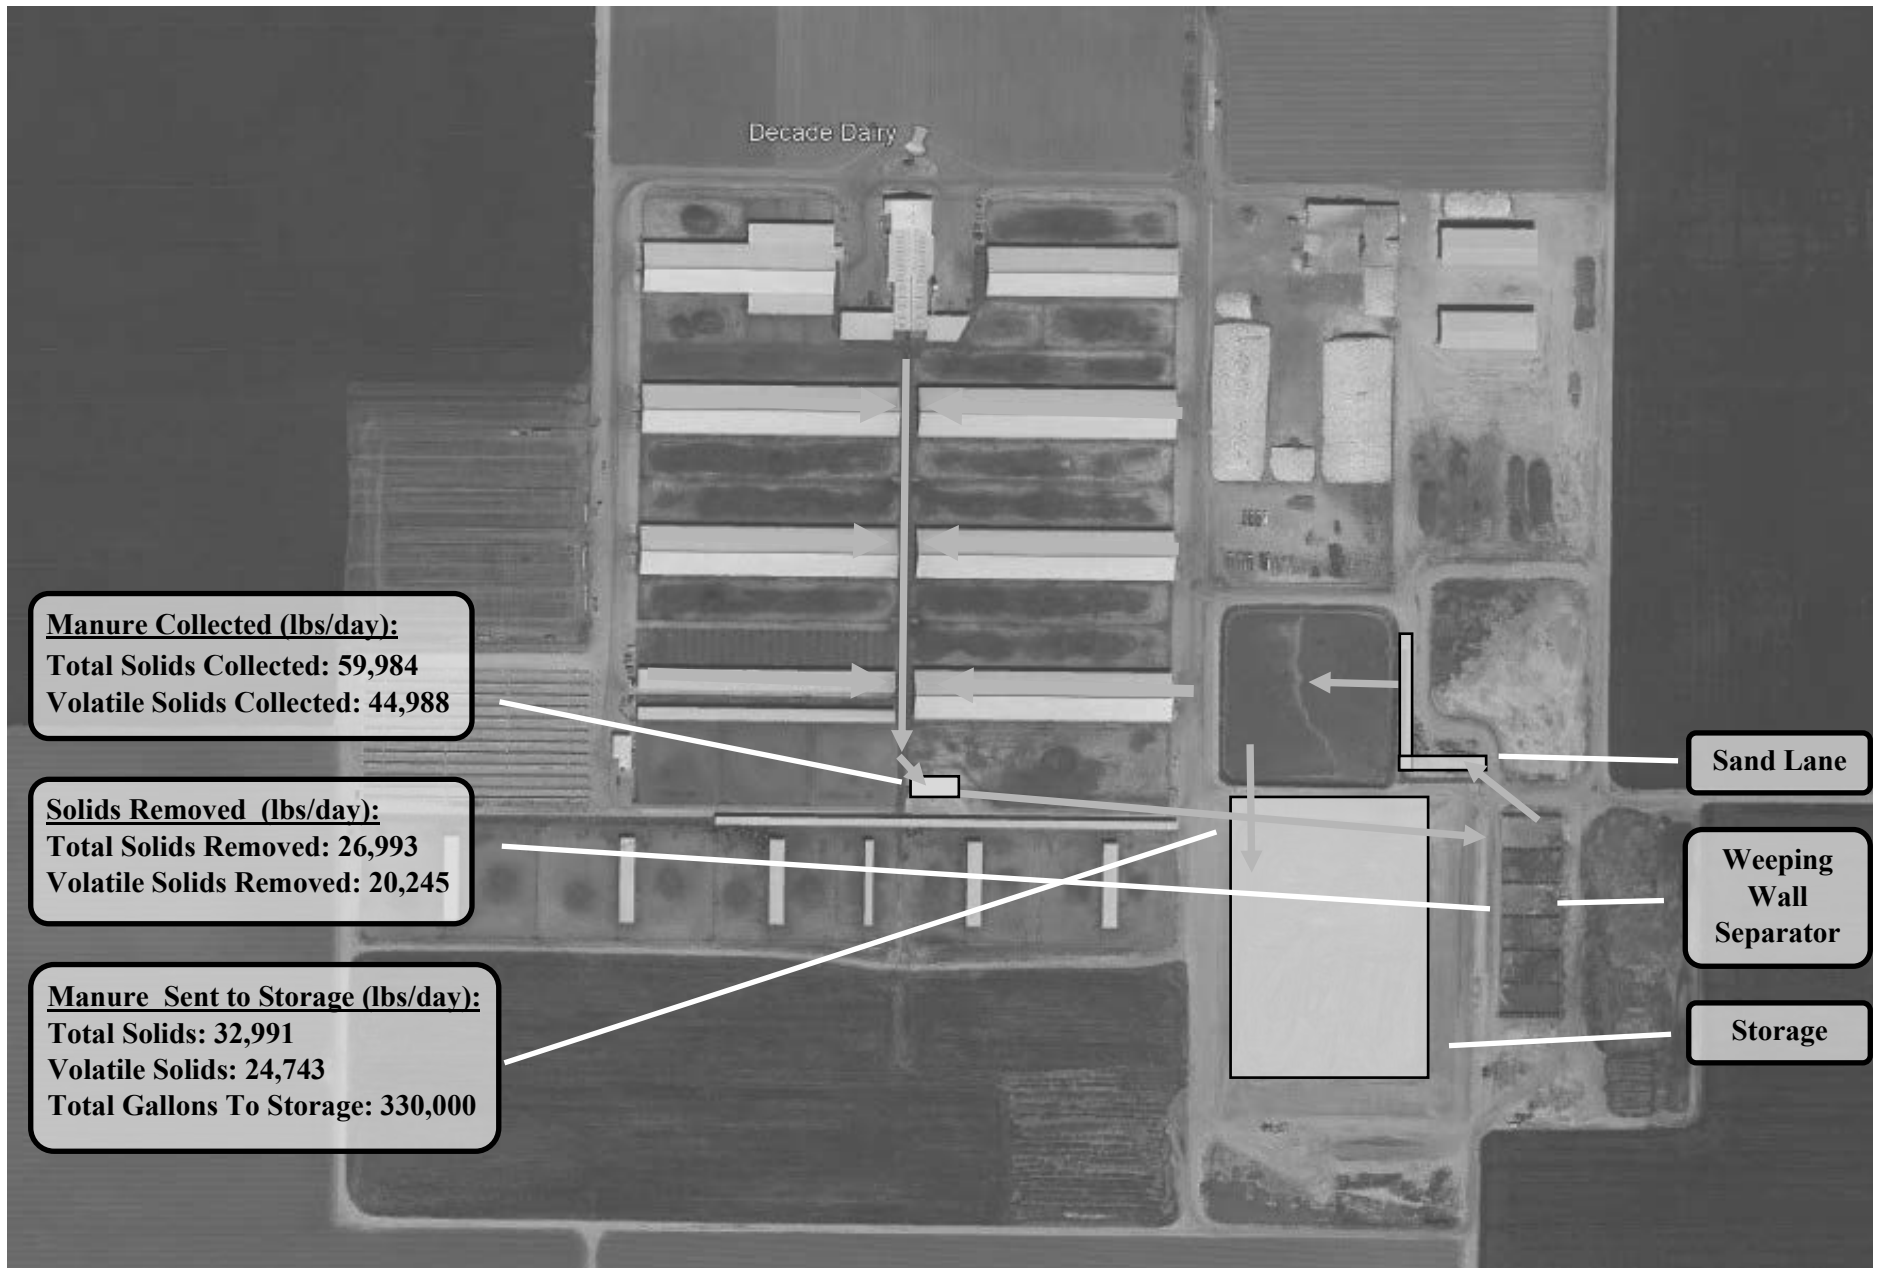 Decade Dairy
Manure Collected (lbs/day):
Total Solids Collected: 59,984
Volatile Solids Collected: 44,988
Solids Removed  (lbs/day):
Total Solids Removed: 26,993
Volatile Solids Removed: 20,245
Manure  Sent to Storage (lbs/day):
Total Solids: 32,991
Volatile Solids: 24,743
Total Gallons To Storage: 330,000
Sand Lane
Weeping
Wall
Separator
Storage